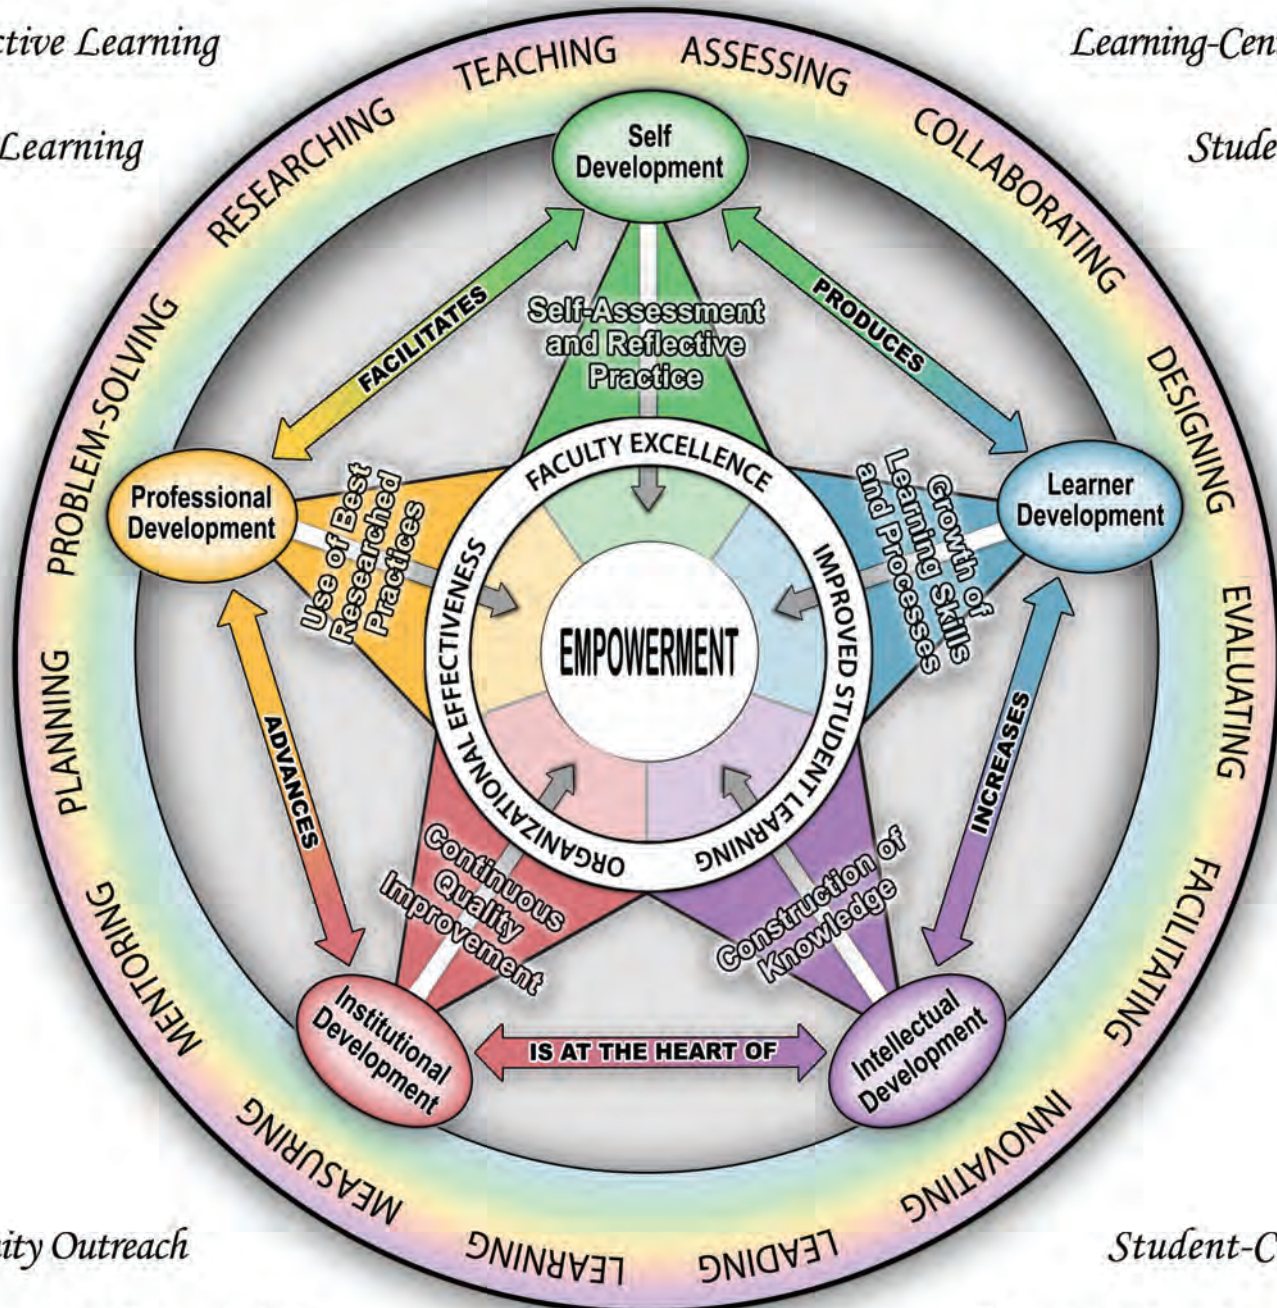 ctive Learning
Learning-Cen
Learning
Stude
TEACHING
ASSESSING
COLLABORATING
DESIGNING
EVALUATING
FACILITATING
INNOVATING
LEADING
LEARNING
MEASURING
MENTORING
PLANNING
PROBLEM-SOLVING
RESEARCHING
Self
Development
FACILITATES
PRODUCES
Self-Assessment
and Reflective
Practice
Professional
Development
Use of Best
Researched
Practices
FACULTY EXCELLENCE
Growth of
Learning Skills
and Processes
Learner
Development
EMPOWERMENT
IMPROVED STUDENT LEARNING
ORGANIZATIONAL EFFECTIVENESS
ADVANCES
INCREASES
Continuous
Quality
Improvement
Construction of
Knowledge
Institutional
Development
IS AT THE HEART OF
Intellectual
Development
ity Outreach
Student-C